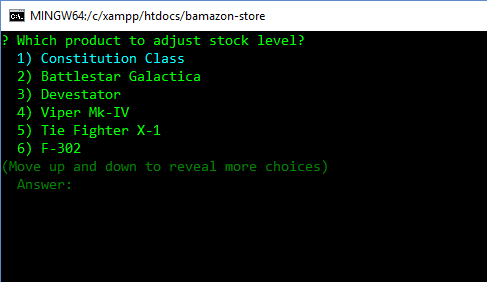 MINGW64:/c/xampp/htdocs/bamazon-store
? Which product to adjust stock level?
1) Constitution Class
2) Battlestar Galactica
3) Devestator
4) Viper Mk-IV
5) Tie Fighter X-1
6) F-302
(Move up and down to reveal more choices)
Answer: